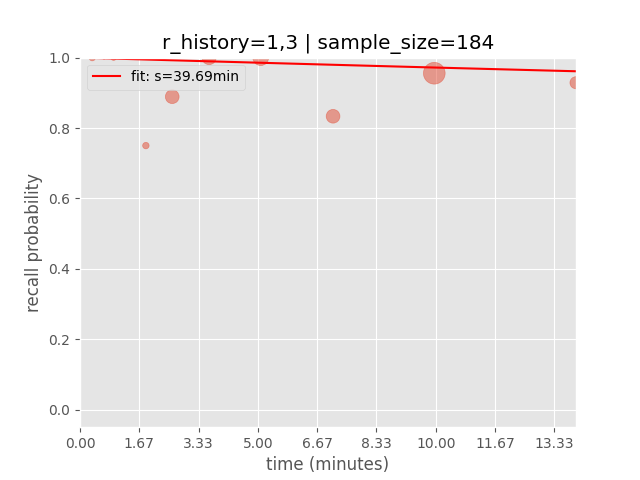 r_history=1,3 | sample_size=184
fit: s=39.69min
recall probability
1.0
0.8
0.6
0.4
0.2
0.0
0.00 1.67 3.33 5.00 6.67 8.33 10.00 11.67 13.33
time (minutes)